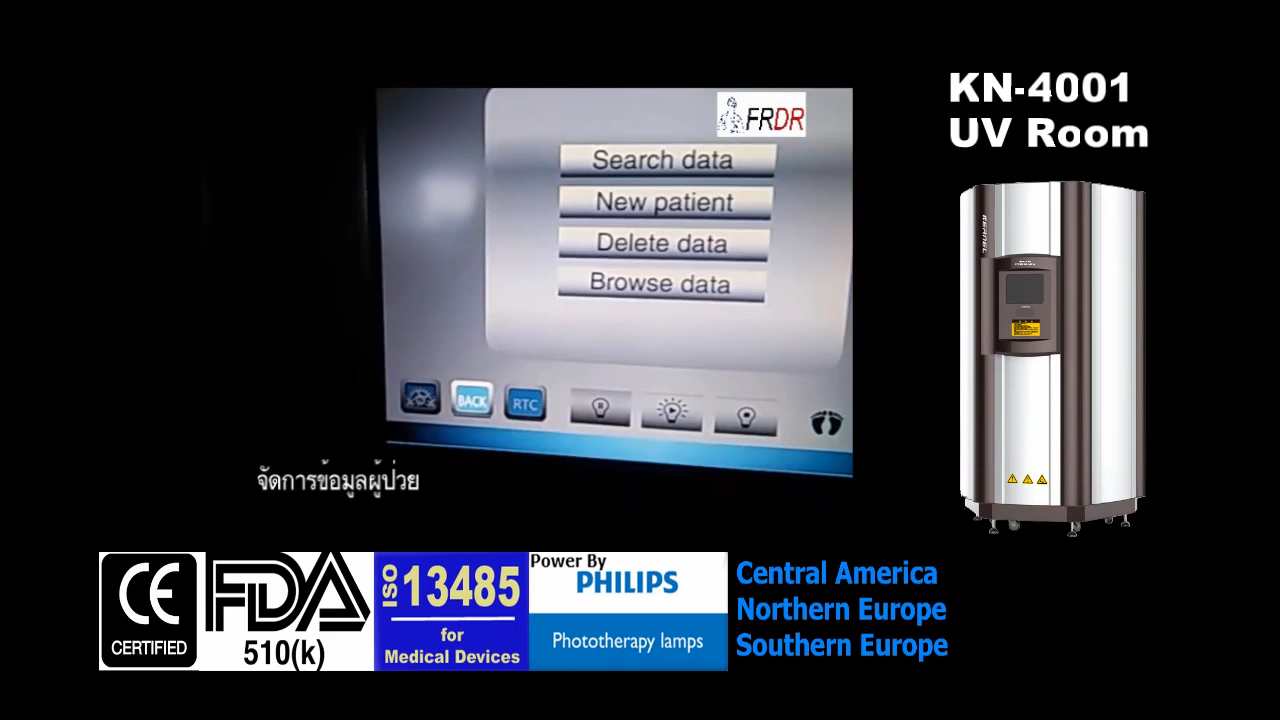 KN-4001
UV Room
FRDR
Search data
New patient
Delete data
Browse data
BACK
RTC
จัดการข้อมูลผู้ป่วย
KERNEL
CE
CERTIFIED
FDA
510(k)
ISO 13485
for
Medical Devices
Power By
PHILIPS
Phototherapy lamps
Central America
Northern Europe
Southern Europe